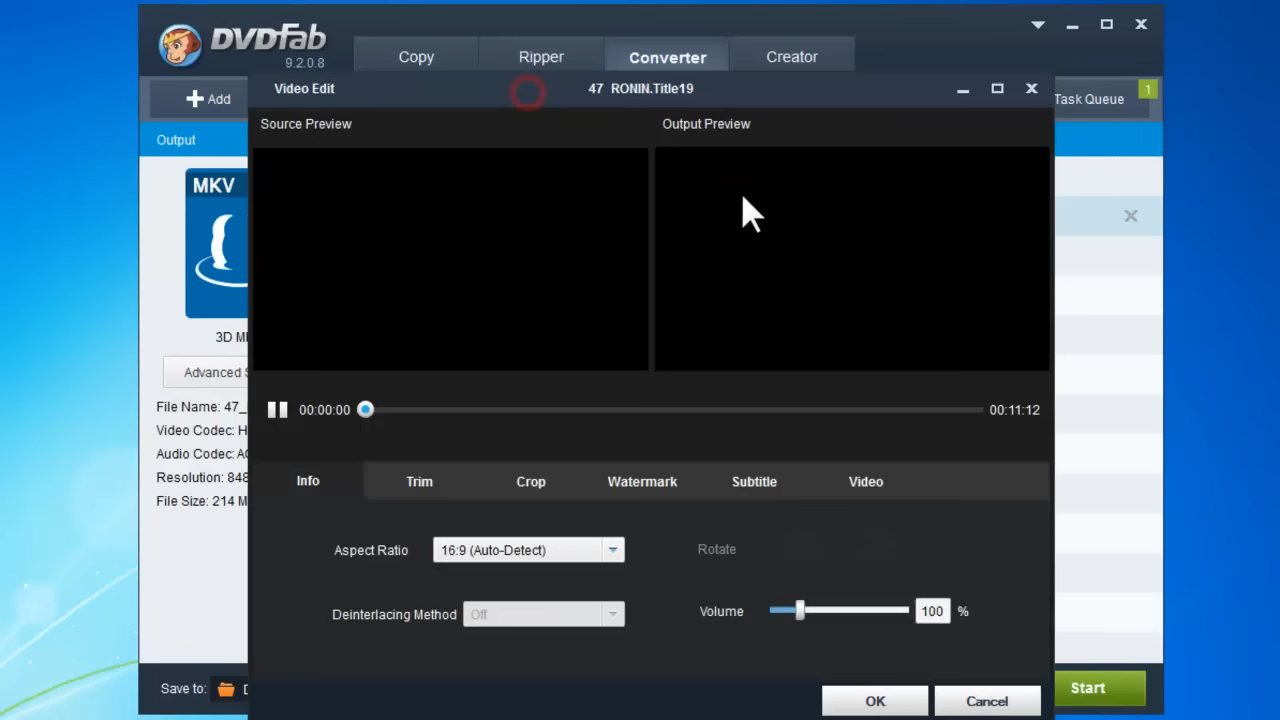 DVDFab
9.2.0.8
Copy
Ripper
Converter
Creator
Add
Video Edit
47 RONIN.Title19
Task Queue
1
Output
Source Preview
Output Preview
MKV
3D
Advanced
File Name: 47_
Video Codec: H
Audio Codec: A
Resolution: 848
File Size: 214 M
00:00:00
00:11:12
Info
Trim
Crop
Watermark
Subtitle
Video
Aspect Ratio
16:9 (Auto-Detect)
Rotate
Deinterlacing Method
Off
Volume
100
%
Save to:
OK
Cancel
Start